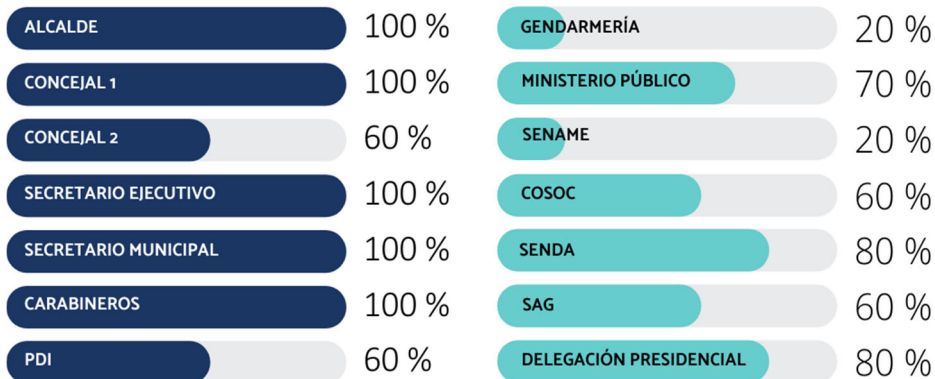 ALCALDE 100 %
CONCEJAL 1 100 %
CONCEJAL 2 60 %
SECRETARIO EJECUTIVO 100 %
SECRETARIO MUNICIPAL 100 %
CARABINEROS 100 %
PDI 60 %
GENDARMERÍA 20 %
MINISTERIO PÚBLICO 70 %
SENAME 20 %
COSOC 60 %
SENDA 80 %
SAG 60 %
DELEGACIÓN PRESIDENCIAL 80 %